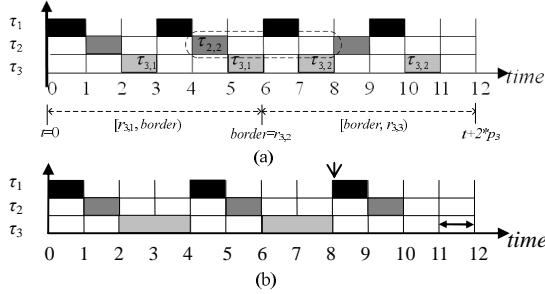 τ1
τ2 τ2,2
τ3 τ3,1 τ3,1 τ3,2 τ3,2
0 1 2 3 4 5 6 7 8 9 10 11 12 time
[r3,1, border) [border, r3,3)
t=0 border=r3,2 t+2*p3
(a)
τ1
τ2
τ3
0 1 2 3 4 5 6 7 8 9 10 11 12 time
(b)